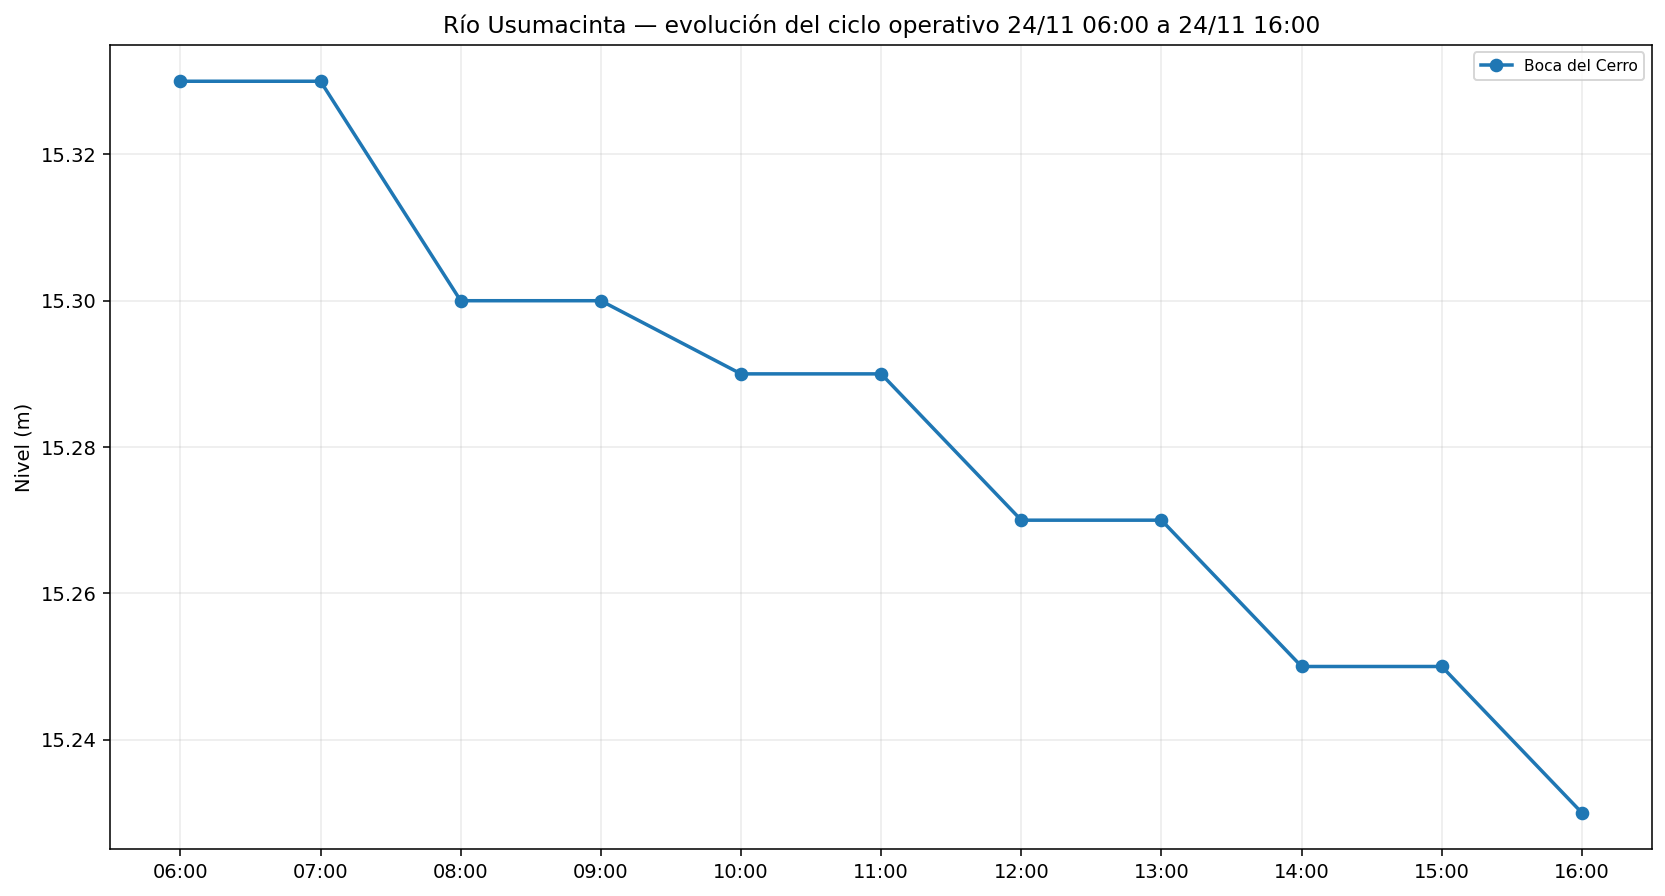 Río Usumacinta — evolución del ciclo operativo 24/11 06:00 a 24/11 16:00
Boca del Cerro
Nivel (m)
15.32
15.30
15.28
15.26
15.24
06:00 07:00 08:00 09:00 10:00 11:00 12:00 13:00 14:00 15:00 16:00